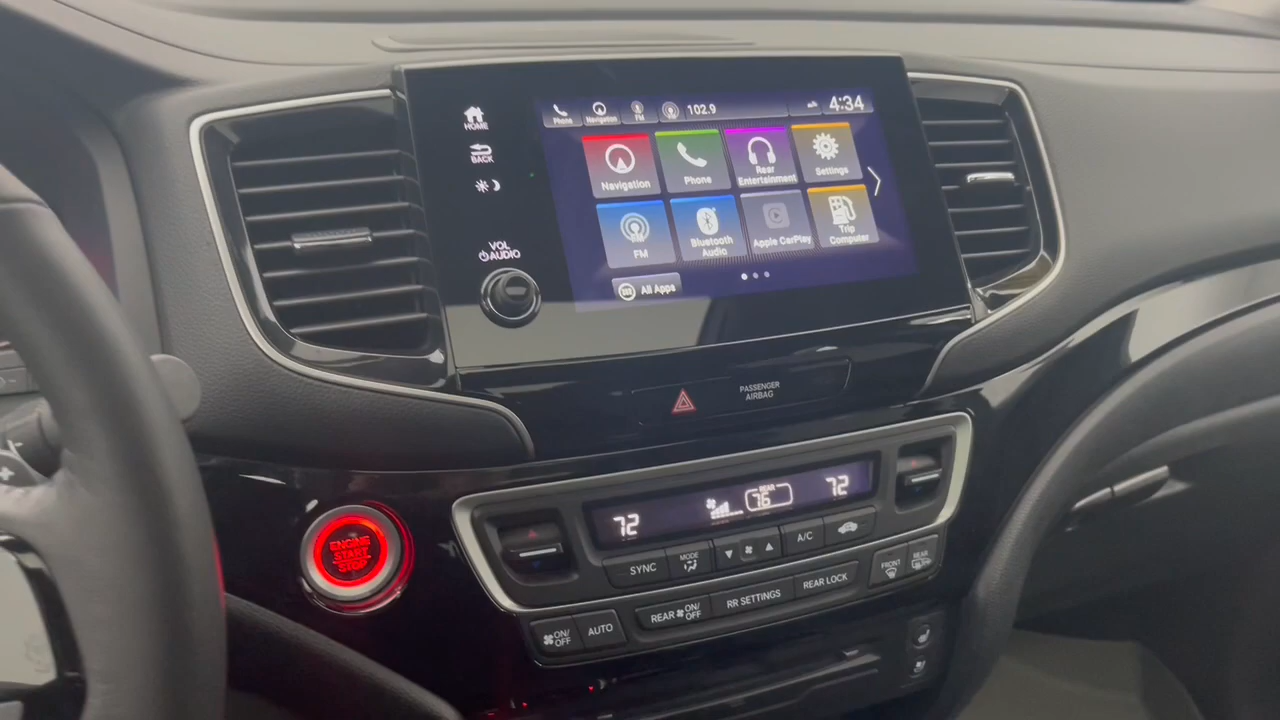 Phone
Navigation
FM
102.9
4:34
HOME
BACK
VOL
AUDIO
Navigation
Phone
Rear
Entertainment
Settings
FM
Bluetooth
Audio
Apple CarPlay
Trip
Computer
All Apps
PASSENGER
AIRBAG
72
REAR
76
72
ENGINE
START
STOP
SYNC
MODE
A/C
FRONT
REAR
ON/
OFF
AUTO
REAR ON/
OFF
RR SETTINGS
REAR LOCK